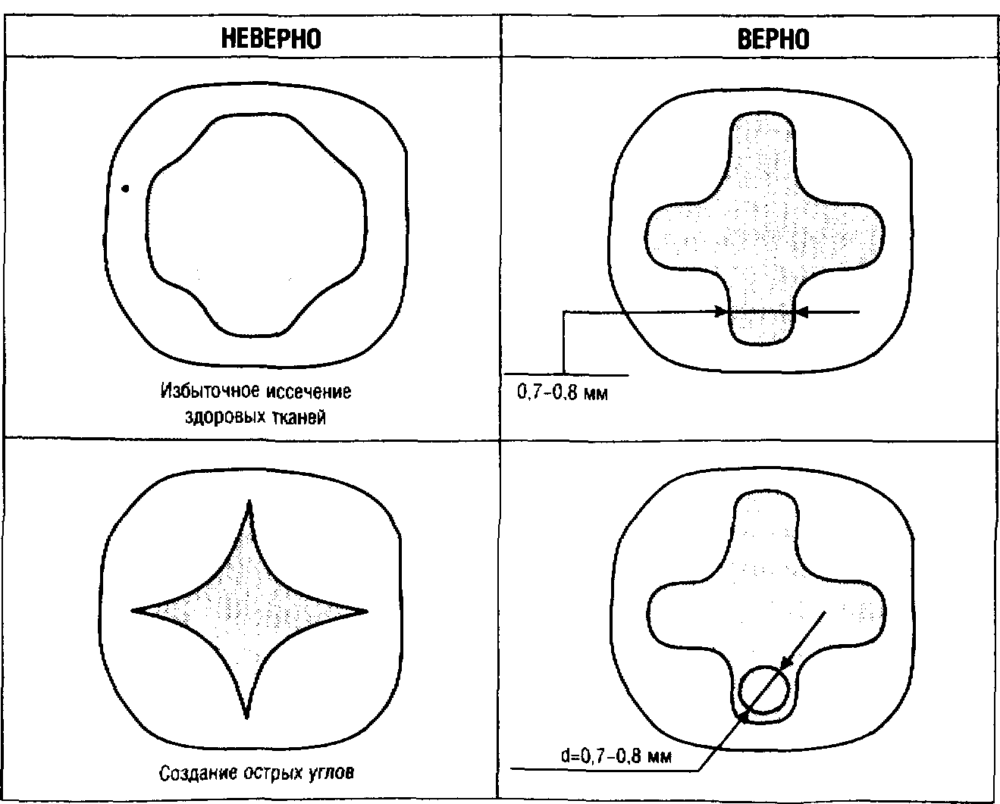 НЕВЕРНО
ВЕРНО
Избыточное иссечение
здоровых тканей
0,7–0,8 мм
Создание острых углов
d=0,7–0,8 мм